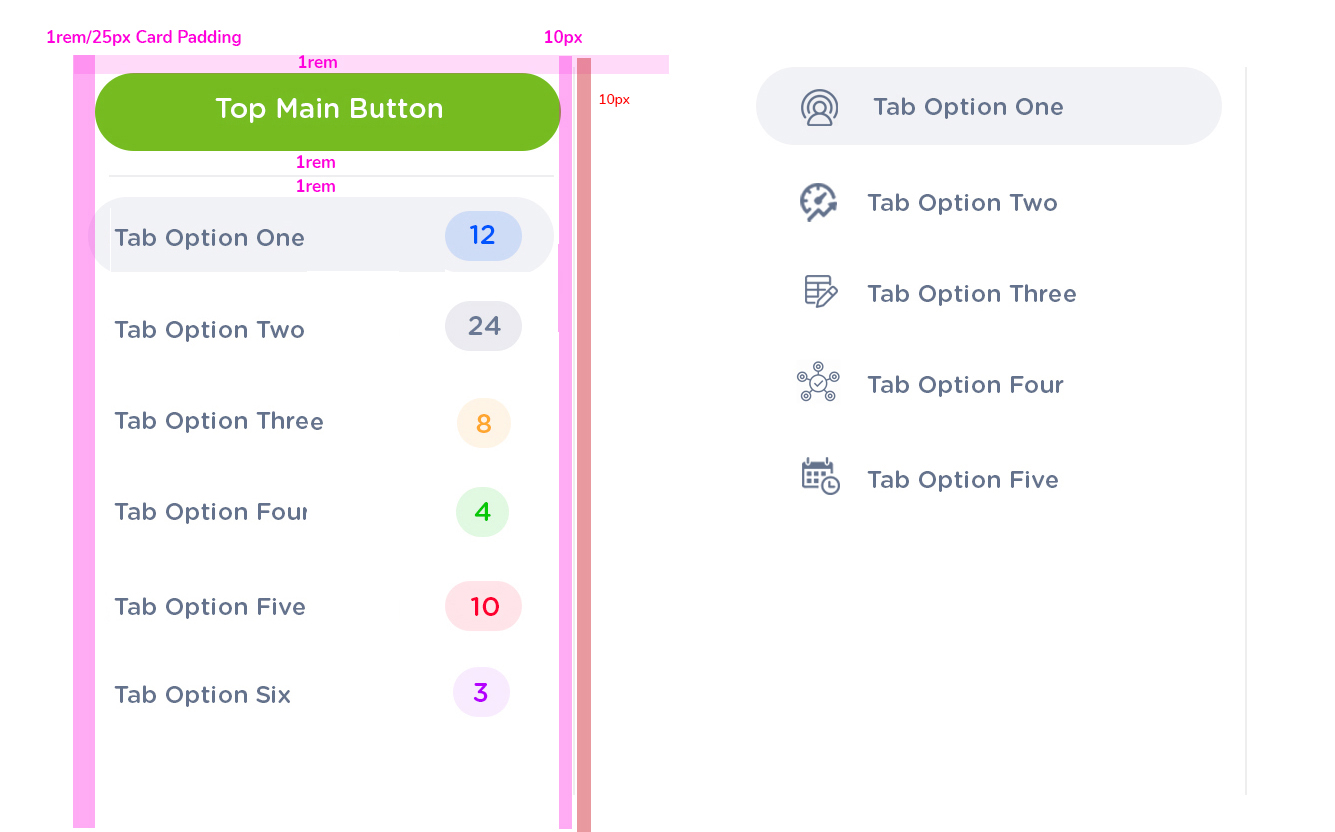 1rem/25px Card Padding
10px
1rem
Top Main Button
10px
1rem
1rem
Tab Option One
12
Tab Option Two
24
Tab Option Three
8
Tab Option Four
4
Tab Option Five
10
Tab Option Six
3
Tab Option One
Tab Option Two
Tab Option Three
Tab Option Four
Tab Option Five